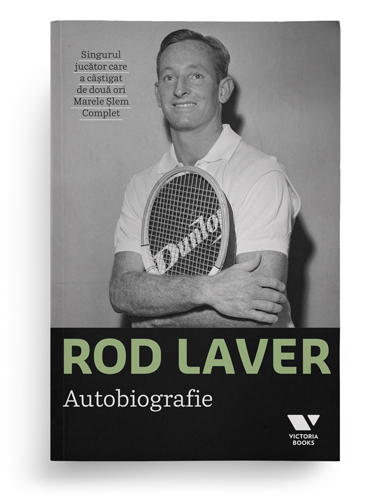 Singurul
jucător care
a câștigat
de două ori
Marele Șlem
Complet
Dunlop
ROD LAVER
Autobiografie
VICTORIA
BOOKS